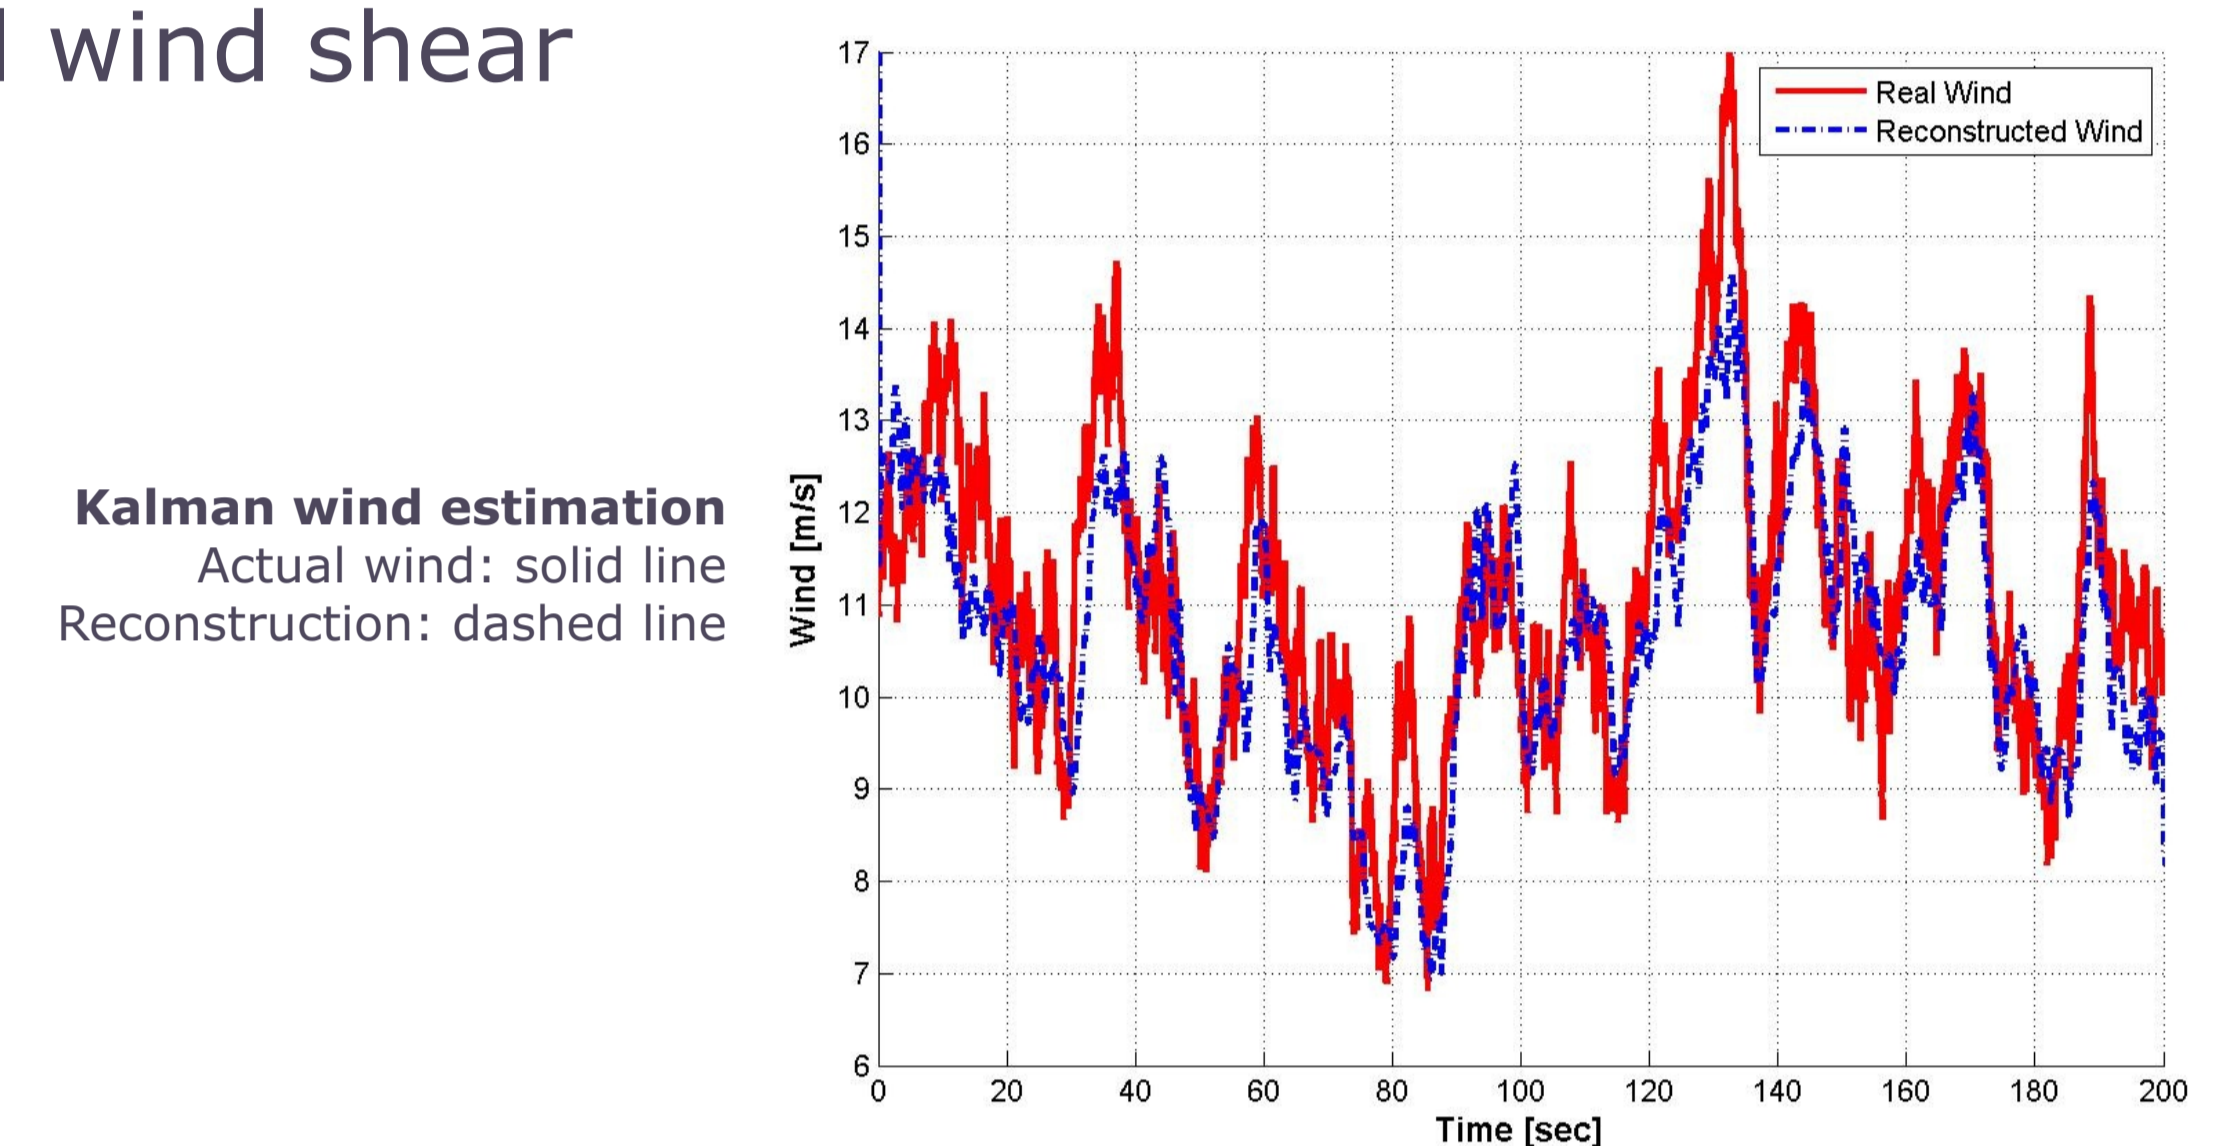 wind shear
Kalman wind estimation
Actual wind: solid line
Reconstruction: dashed line
Real Wind
Reconstructed Wind
Wind [m/s]
17
16
15
14
13
12
11
10
9
8
7
6
0 20 40 60 80 100 120 140 160 180 200
Time [sec]